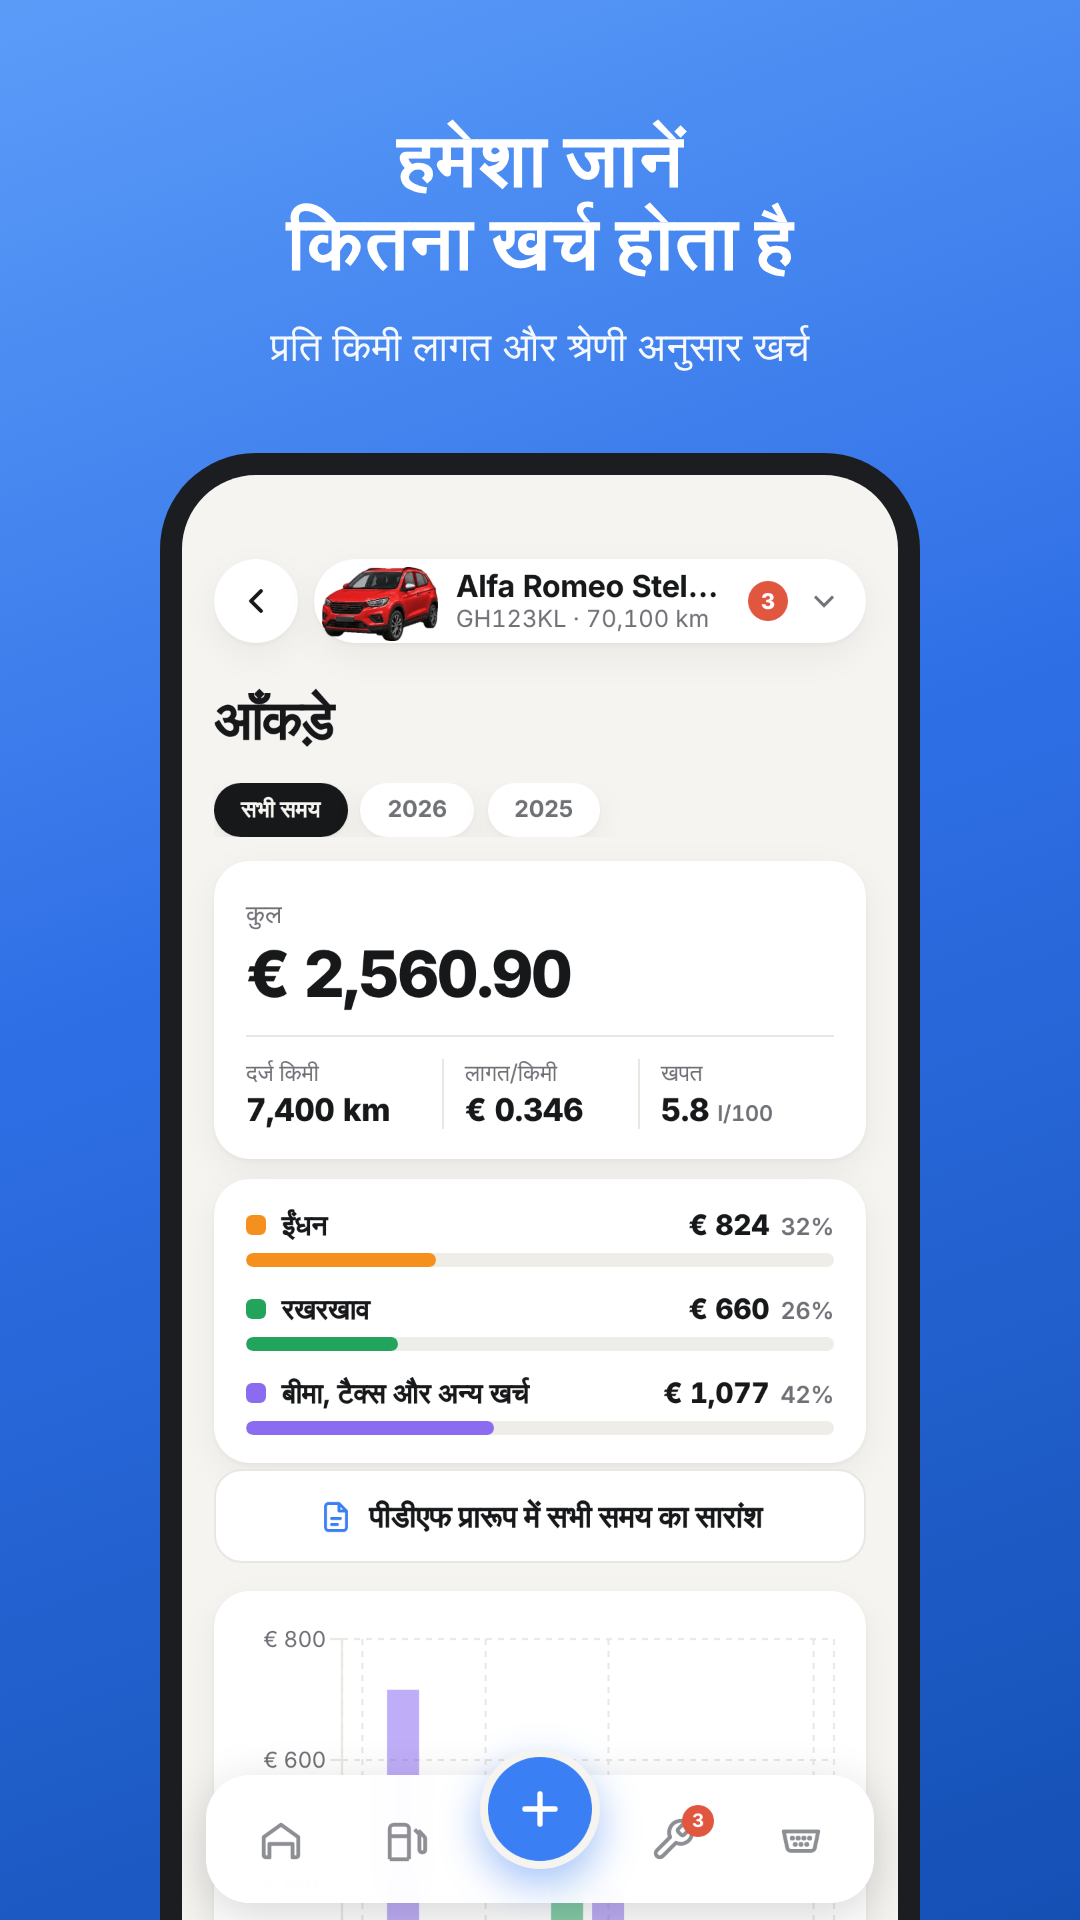 हमेशा जानें
कितना खर्च होता है
प्रति किमी लागत और श्रेणी अनुसार खर्च
Alfa Romeo Stel...
GH123KL · 70,100 km
3
आँकड़े
सभी समय
2026
2025
कुल
€ 2,560.90
दर्ज किमी
लागत/किमी
खपत
7,400 km
€ 0.346
5.8 l/100
ईंधन
€ 824 32%
रखरखाव
€ 660 26%
बीमा, टैक्स और अन्य खर्च
€ 1,077 42%
पीडीएफ प्रारूप में सभी समय का सारांश
€ 800
€ 600
3